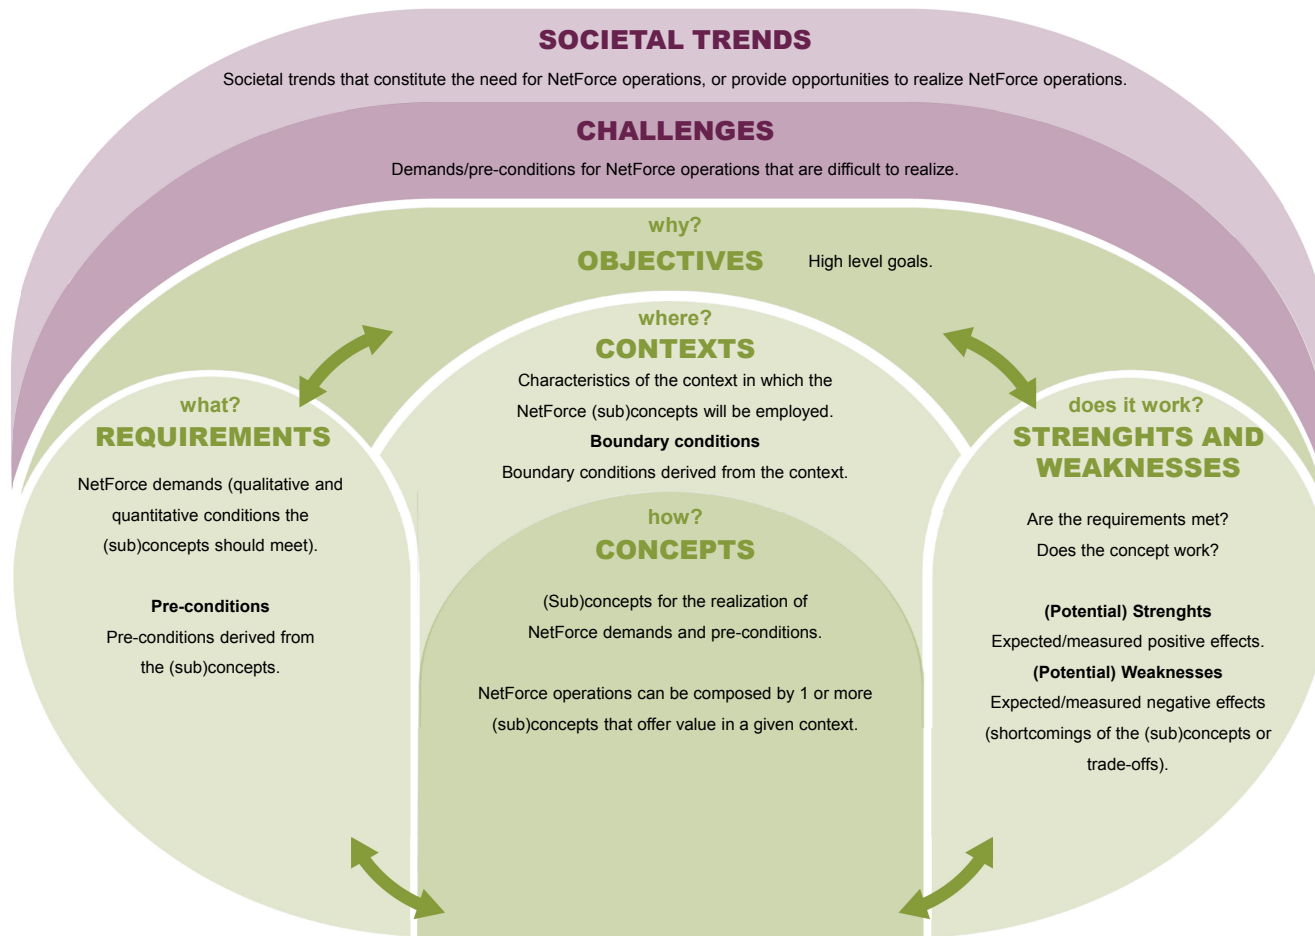 SOCIETAL TRENDS
Societal trends that constitute the need for NetForce operations, or provide opportunities to realize NetForce operations.
CHALLENGES
Demands/pre-conditions for NetForce operations that are difficult to realize.
why?
OBJECTIVES
High level goals.
where?
CONTEXTS
Characteristics of the context in which the
NetForce (sub)concepts will be employed.
Boundary conditions
Boundary conditions derived from the context.
what?
REQUIREMENTS
NetForce demands (qualitative and
quantitative conditions the
(sub)concepts should meet).
Pre-conditions
Pre-conditions derived from
the (sub)concepts.
how?
CONCEPTS
(Sub)concepts for the realization of
NetForce demands and pre-conditions.
NetForce operations can be composed by 1 or more
(sub)concepts that offer value in a given context.
does it work?
STRENGHTS AND
WEAKNESSES
Are the requirements met?
Does the concept work?
(Potential) Strenghts
Expected/measured positive effects.
(Potential) Weaknesses
Expected/measured negative effects
(shortcomings of the (sub)concepts or
trade-offs).